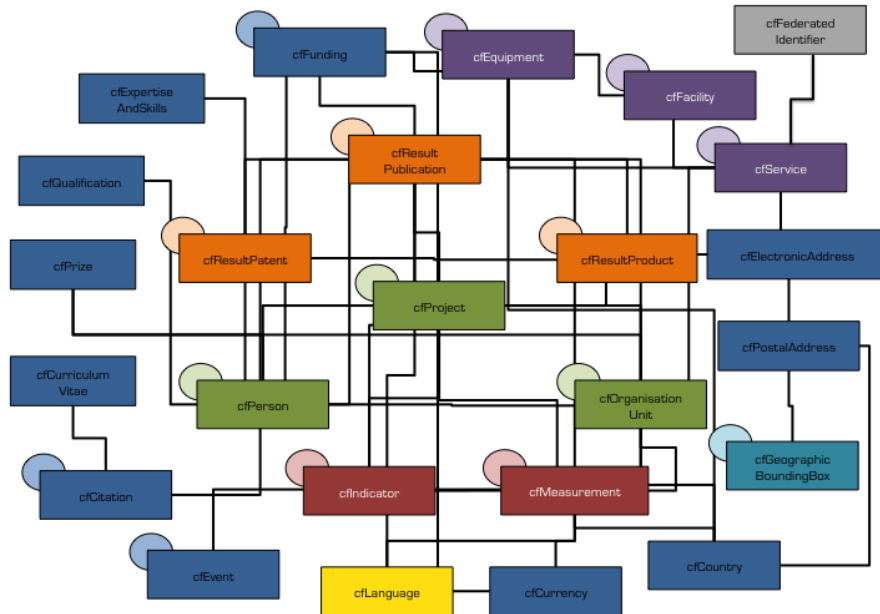 cfFederated
Identifier
cfFunding
cfEquipment
cfExpertise
AndSkills
cfFacility
cfResult
Publication
cfService
cfQualification
cfPrize
cfResultPatent
cfResultProduct
cfElectronicAddress
cfProject
cfPostalAddress
cfCurriculum
Vitae
cfPerson
cfOrganisation
Unit
cfGeographic
BoundingBox
cfCitation
cfIndicator
cfMeasurement
cfEvent
cfLanguage
cfCurrency
cfCountry